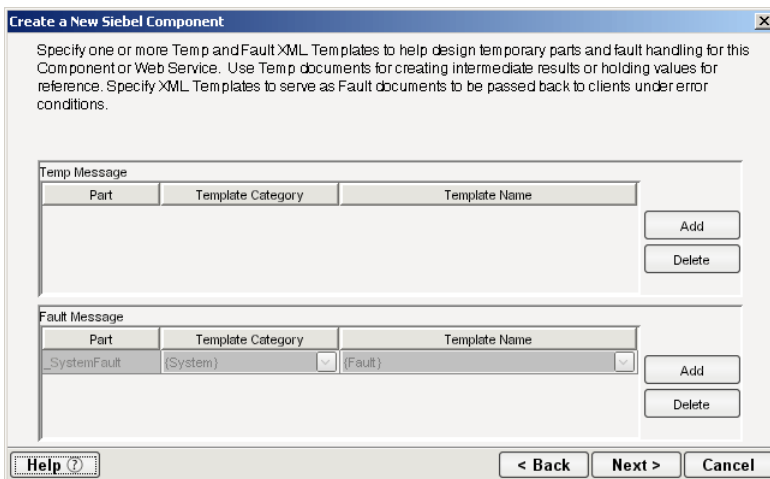 Create a New Siebel Component
Specify one or more Temp and Fault XML Templates to help design temporary parts and fault handling for this
Component or Web Service. Use Temp documents for creating intermediate results or holding values for
reference. Specify XML Templates to serve as Fault documents to be passed back to clients under error
conditions.
Temp Message
Part Template Category Template Name
Add
Delete
Fault Message
Part Template Category Template Name
_SystemFault {System} {Fault}
Add
Delete
Help ? < Back Next > Cancel